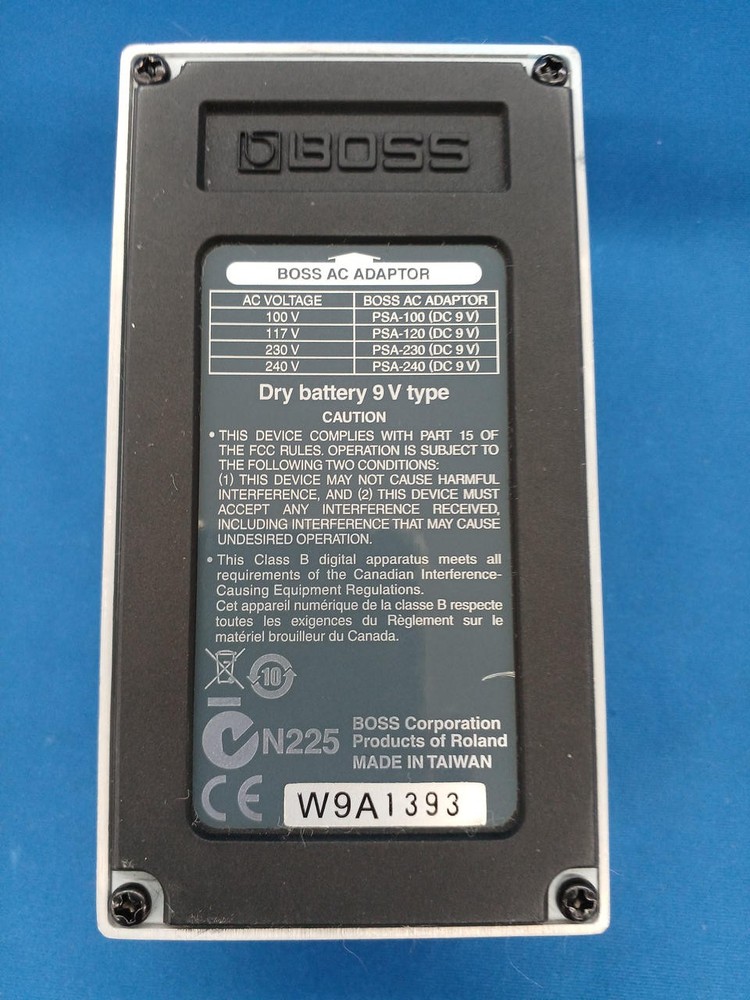 BOSS
BOSS AC ADAPTOR
AC VOLTAGE BOSS AC ADAPTOR
100 V PSA-100 (DC 9 V)
117 V PSA-120 (DC 9 V)
230 V PSA-230 (DC 9 V)
240 V PSA-240 (DC 9 V)
Dry battery 9 V type
CAUTION
• THIS DEVICE COMPLIES WITH PART 15 OF
THE FCC RULES. OPERATION IS SUBJECT TO
THE FOLLOWING TWO CONDITIONS:
(1) THIS DEVICE MAY NOT CAUSE HARMFUL
INTERFERENCE, AND (2) THIS DEVICE MUST
ACCEPT ANY INTERFERENCE RECEIVED,
INCLUDING INTERFERENCE THAT MAY CAUSE
UNDESIRED OPERATION.
• This Class B digital apparatus meets all
requirements of the Canadian Interference-
Causing Equipment Regulations.
Cet appareil numérique de la classe B respecte
toutes les exigences du Règlement sur le
matériel brouilleur du Canada.
10
N225
BOSS Corporation
Products of Roland
MADE IN TAIWAN
CE
W9A1393